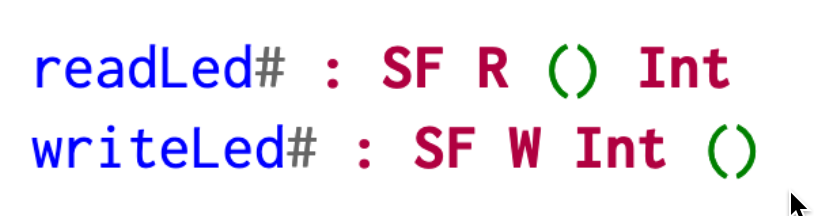 readLed# : SF R () Int
writeLed# : SF W Int ()